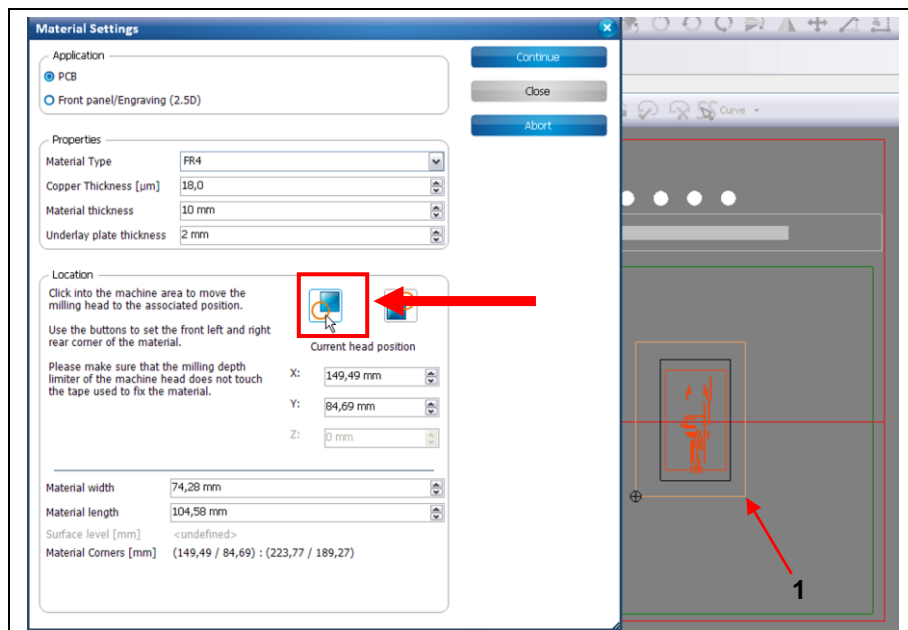 Material Settings
Application
PCB
Front panel/Engraving (2.5D)
Continue
Close
Abort
Properties
Material Type FR4
Copper Thickness [µm] 18,0
Material thickness 10 mm
Underlay plate thickness 2 mm
Location
Click into the machine area to move the
milling head to the associated position.
Use the buttons to set the front left and right
rear corner of the material.
Please make sure that the milling depth
limiter of the machine head does not touch
the tape used to fix the material.
Current head position
X: 149,49 mm
Y: 84,69 mm
Z: 0 mm
Material width 74,28 mm
Material length 104,58 mm
Surface level [mm] <undefined>
Material Corners [mm] (149,49 / 84,69) : (223,77 / 189,27)
Curve
1